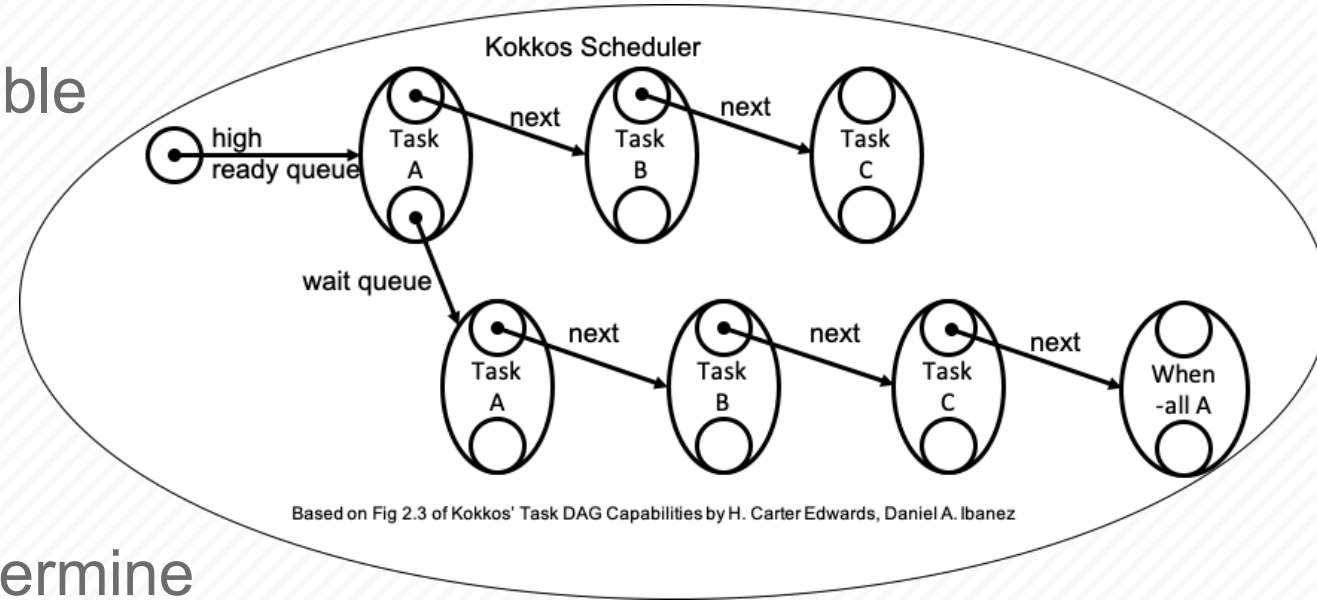 Kokkos Scheduler
ble
high
ready queue
Task
A
next
Task
B
next
Task
C
wait queue
Task
A
next
Task
B
next
Task
C
next
When
-all A
Based on Fig 2.3 of Kokkos' Task DAG Capabilities by H. Carter Edwards, Daniel A. Ibanez
ermine